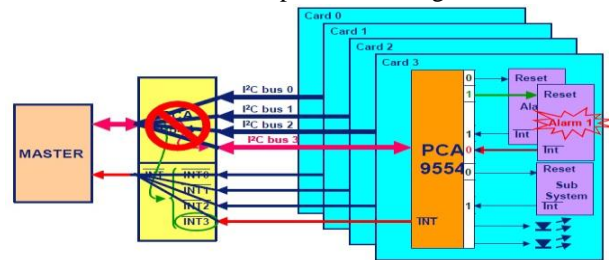 Card 0
Card 1
Card 2
Card 3
I²C bus 0
I²C bus 1
I²C bus 2
I²C bus 3
MASTER
INT
INT0
INT1
INT2
INT3
PCA
9554
INT
0
1
1
0
0
1
Reset
Reset
Alarm 1
Int
Int
Reset
Sub
System
Int